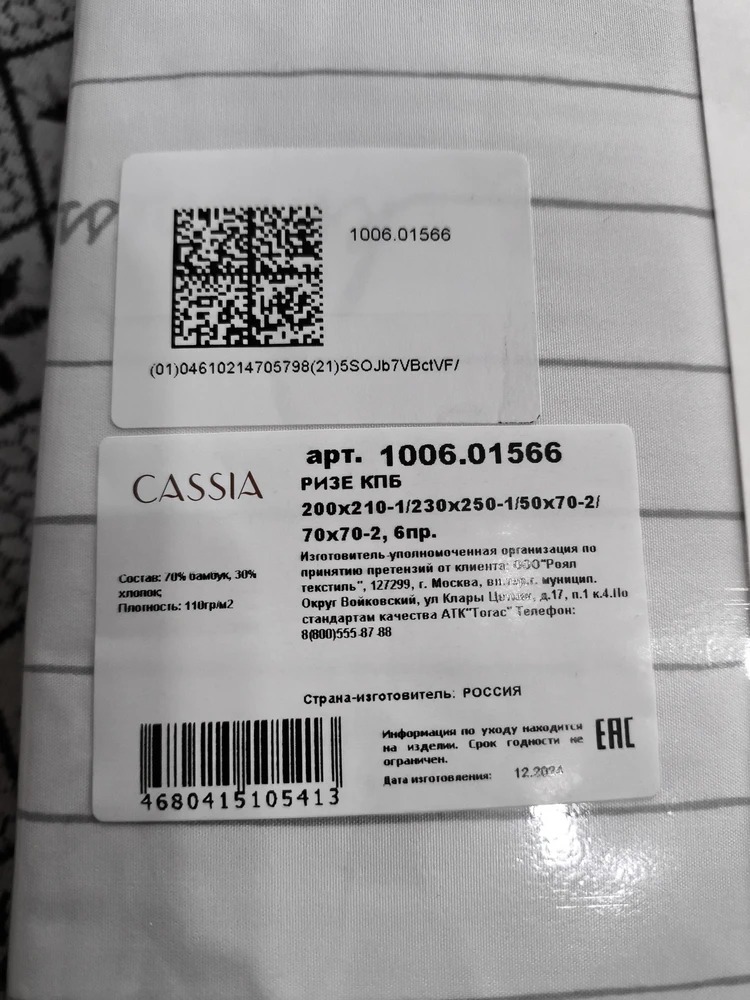 1006.01566
(01)04610214705798(21)5SOJb7VBctVF/
арт. 1006.01566
CASSIA
РИЗЕ КПБ
200х210-1/230х250-1/50х70-2/
70х70-2, 6пр.
Изготовитель-уполномоченная организация по
принятию претензий от клиента: ООО"Роял
текстиль", 127299, г. Москва, муницип.
Округ Войковский, ул Клары д.17, п.1 к.4.По
стандартам качества АТК"Тогас" Телефон:
8(800)555-87-88
Состав: 70% бамбук, 30%
хлопок;
Плотность: 110гр/м2
Страна-изготовитель: РОССИЯ
4680415105413
Информация по уходу находится
на изделии. Срок годности не
ограничен.
Дата изготовления: 12.2024
EAC